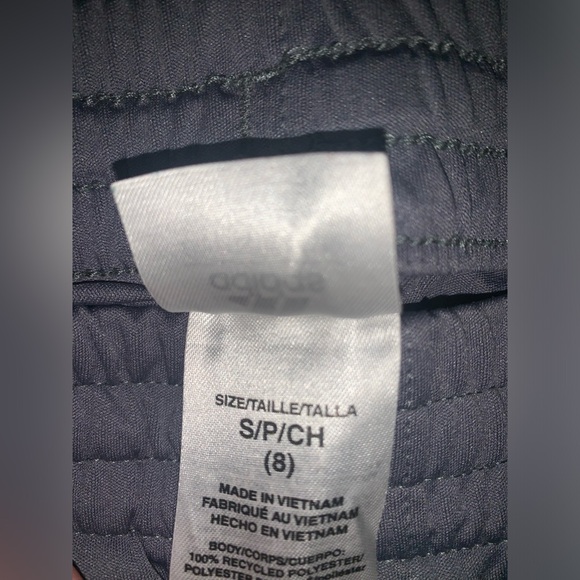 adidas
SIZE/TAILLE/TALLA
S/P/CH
(8)
MADE IN VIETNAM
FABRIQUÉ AU VIETNAM
HECHO EN VIETNAM
BODY/CORPS/CUERPO:
100% RECYCLED POLYESTER/
POLYESTER